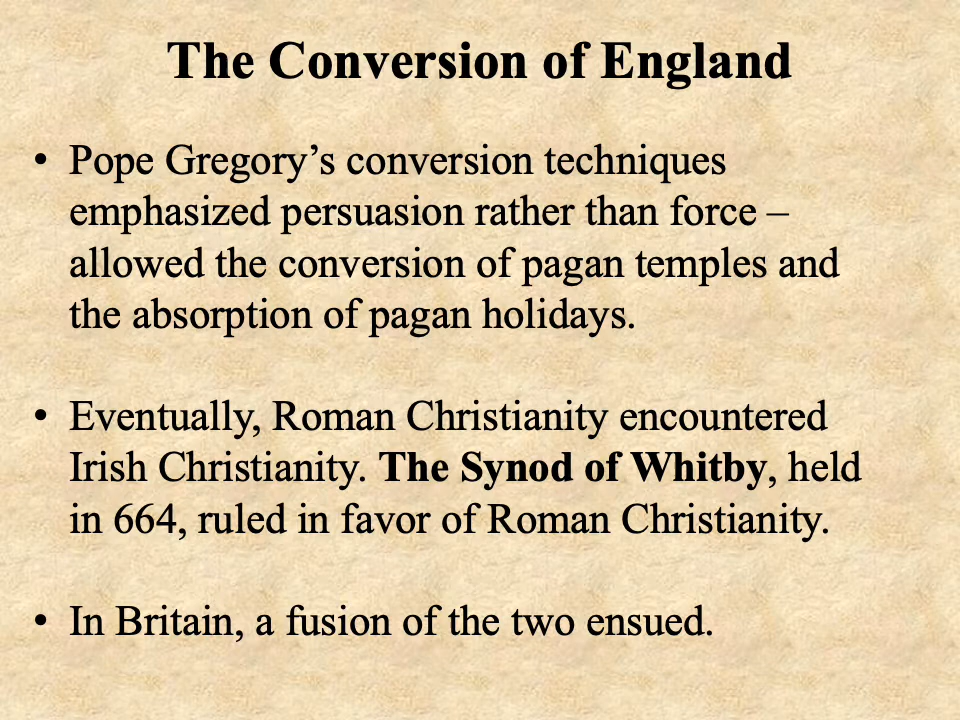 The Conversion of England
• Pope Gregory’s conversion techniques
emphasized persuasion rather than force –
allowed the conversion of pagan temples and
the absorption of pagan holidays.
• Eventually, Roman Christianity encountered
Irish Christianity. The Synod of Whitby, held
in 664, ruled in favor of Roman Christianity.
• In Britain, a fusion of the two ensued.